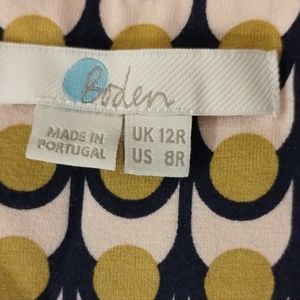 Boden
MADE IN
PORTUGAL
UK 12R
US 8R